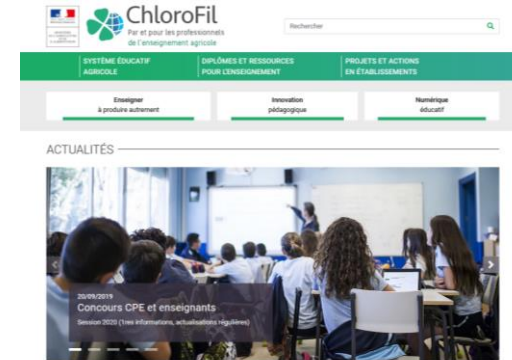 ChloroFil
Par et pour les professionnels
de l'enseignement agricole
Rechercher
SYSTÈME ÉDUCATIF
AGRICOLE
DIPLÔMES ET RESSOURCES
POUR L'ENSEIGNEMENT
PROJETS ET ACTIONS
EN ÉTABLISSEMENTS
Enseigner
à produire autrement
Innovation
pédagogique
Numérique
éducatif
ACTUALITÉS
20/09/2019
Concours CPE et enseignants
Session 2020 (1res informations, actualisations régulières)